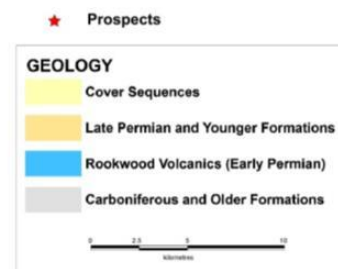 Prospects
GEOLOGY
Cover Sequences
Late Permian and Younger Formations
Rookwood Volcanics (Early Permian)
Carboniferous and Older Formations
0 2.5 5 10
kilometres